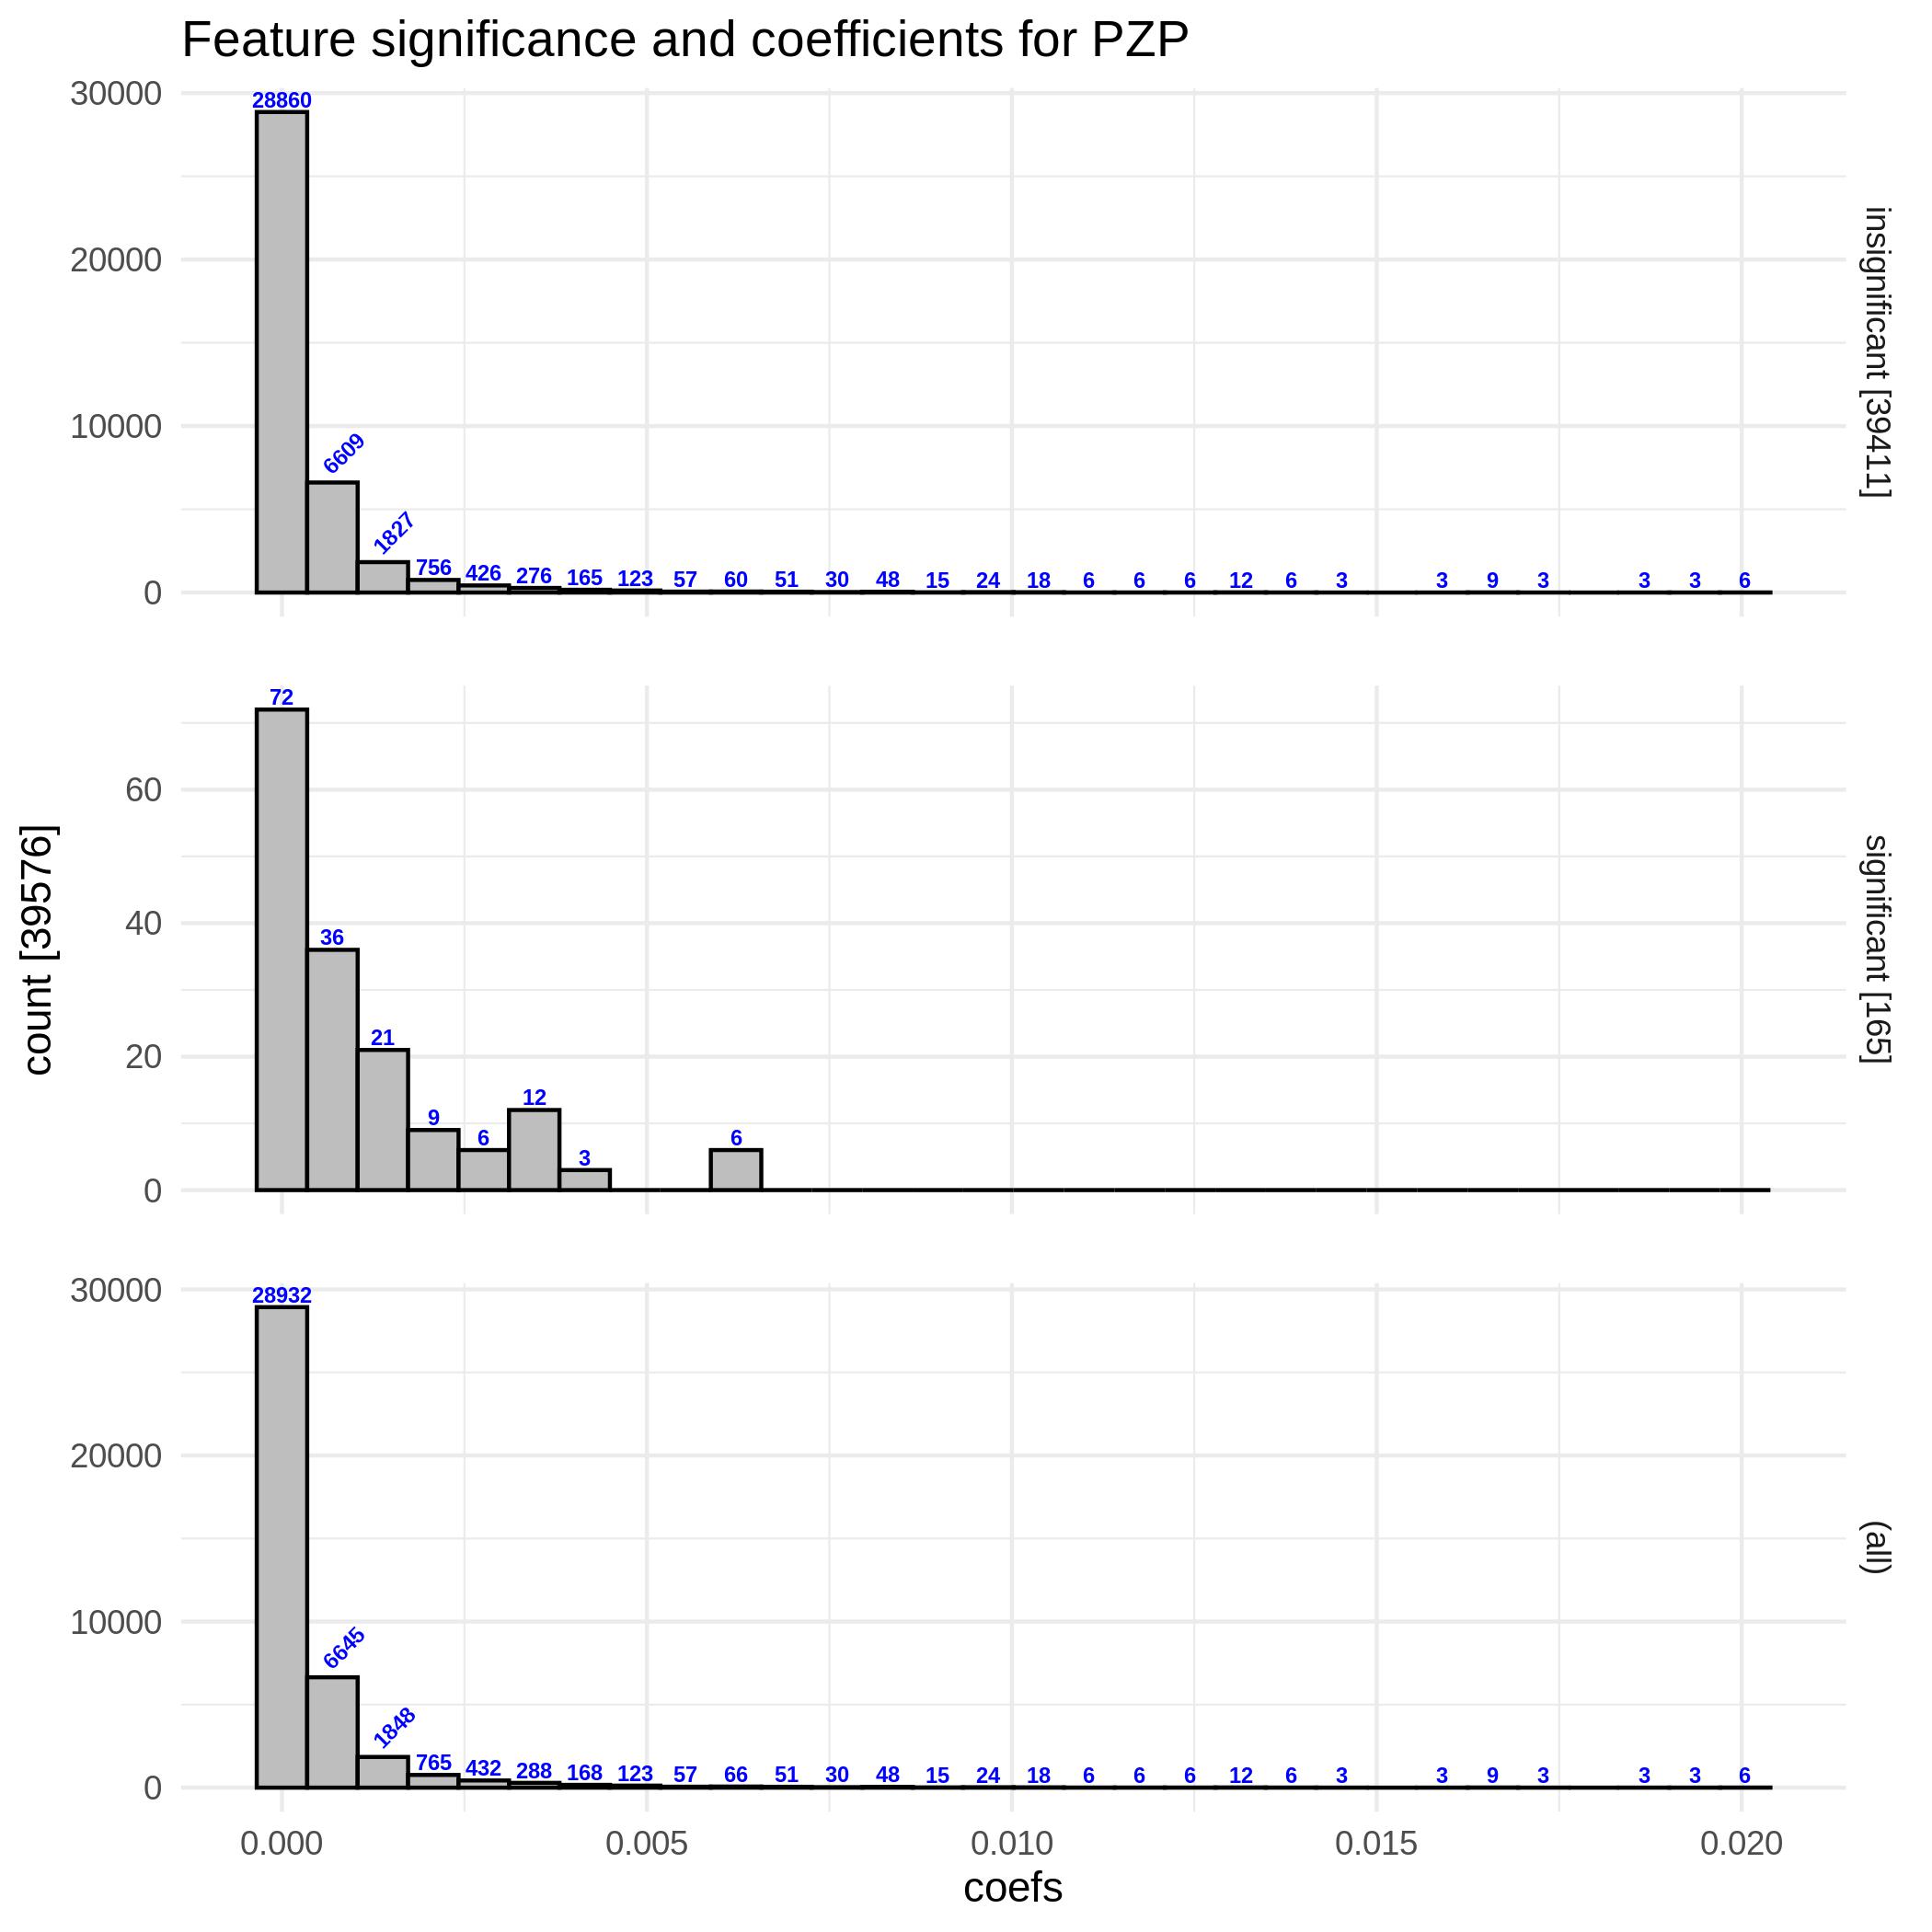 Feature significance and coefficients for PZP
30000
20000
10000
0
28860
6609
1827
756 426 276 165 123 57 60 51 30 48 15 24 18 6 6 6 12 6 3 3 9 3 3 3 6
insignificant [39411]
count [39576]
60
40
20
0
72
36
21
9
6
12
3
6
significant [165]
30000
20000
10000
0
28932
6645
1848
765 432 288 168 123 57 66 51 30 48 15 24 18 6 6 6 12 6 3 3 9 3 3 3 6
(all)
0.000 0.005 0.010 0.015 0.020
coefs